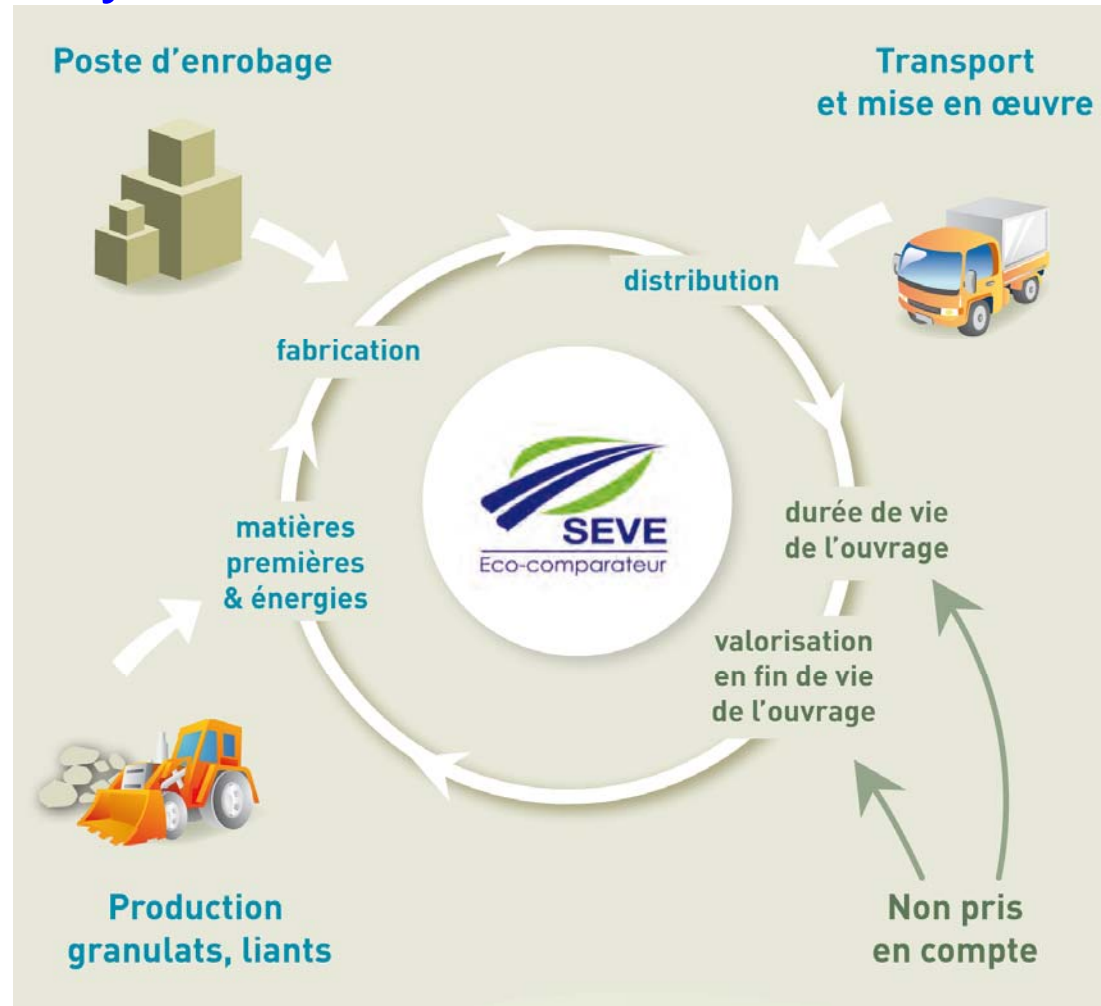 Poste d'enrobage
Transport
et mise en œuvre
distribution
fabrication
matières
premières
& énergies
SEVE
Eco-comparateur
durée de vie
de l'ouvrage
valorisation
en fin de vie
de l'ouvrage
Production
granulats, liants
Non pris
en compte